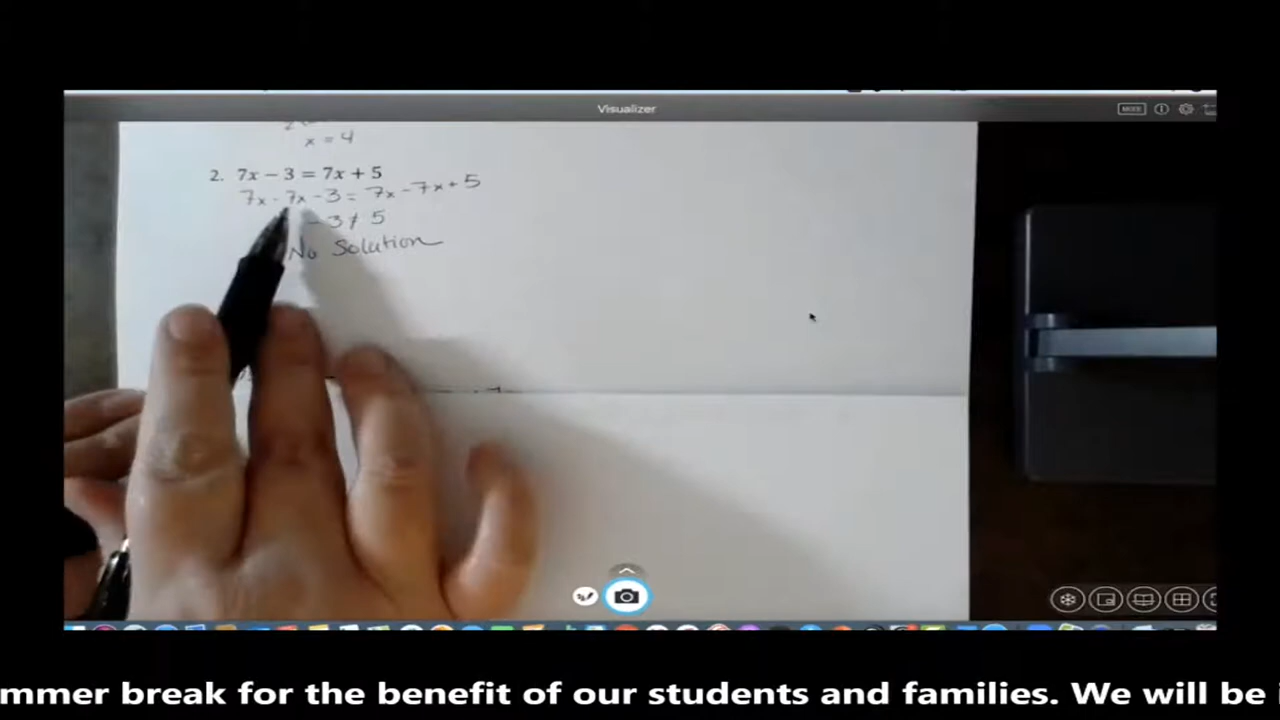 Visualizer
MODE
x = 4
2. 7x − 3 = 7x + 5
7x - 7x - 3 = 7x - 7x + 5
- 3 ≠ 5
No Solution
mmer break for the benefit of our students and families. We will be